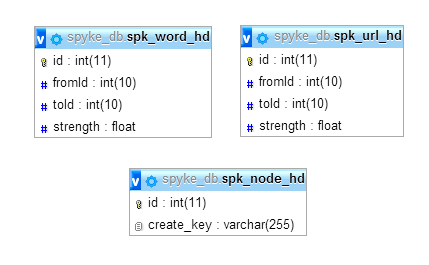 v spyke_db.spk_word_hd
id : int(11)
fromId : int(10)
toId : int(10)
strength : float
v spyke_db.spk_url_hd
id : int(11)
fromId : int(10)
toId : int(10)
strength : float
v spyke_db.spk_node_hd
id : int(11)
create_key : varchar(255)